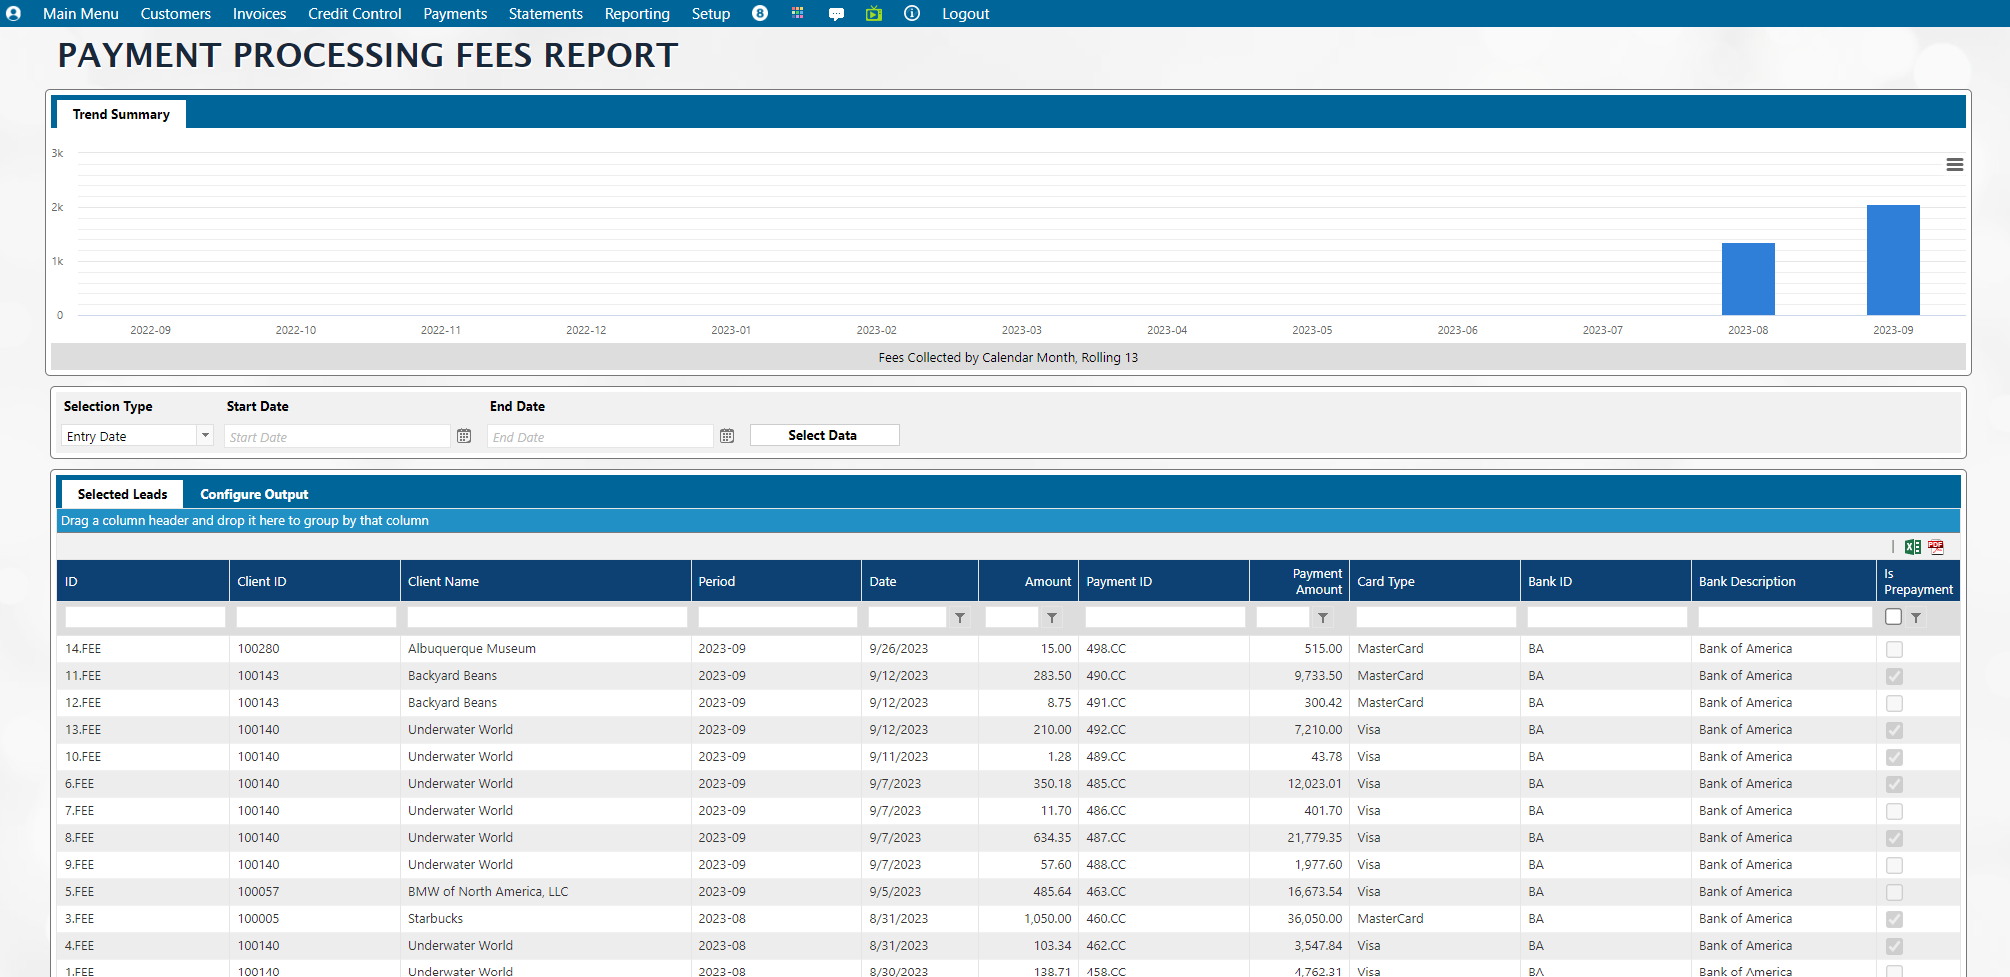 Main Menu Customers Invoices Credit Control Payments Statements Reporting Setup 8 Logout
PAYMENT PROCESSING FEES REPORT
Trend Summary
3k
2k
1k
0
2022-09 2022-10 2022-11 2022-12 2023-01 2023-02 2023-03 2023-04 2023-05 2023-06 2023-07 2023-08 2023-09
Fees Collected by Calendar Month, Rolling 13
Selection Type Start Date End Date
Entry Date Start Date End Date Select Data
Selected Leads Configure Output
Drag a column header and drop it here to group by that column
PDF
ID Client ID Client Name Period Date Amount Payment ID Payment Amount Card Type Bank ID Bank Description Is Prepayment
14.FEE 100280 Albuquerque Museum 2023-09 9/26/2023 15.00 498.CC 515.00 MasterCard BA Bank of America
11.FEE 100143 Backyard Beans 2023-09 9/12/2023 283.50 490.CC 9,733.50 MasterCard BA Bank of America
12.FEE 100143 Backyard Beans 2023-09 9/12/2023 8.75 491.CC 300.42 MasterCard BA Bank of America
13.FEE 100140 Underwater World 2023-09 9/12/2023 210.00 492.CC 7,210.00 Visa BA Bank of America
10.FEE 100140 Underwater World 2023-09 9/11/2023 1.28 489.CC 43.78 Visa BA Bank of America
6.FEE 100140 Underwater World 2023-09 9/7/2023 350.18 485.CC 12,023.01 Visa BA Bank of America
7.FEE 100140 Underwater World 2023-09 9/7/2023 11.70 486.CC 401.70 Visa BA Bank of America
8.FEE 100140 Underwater World 2023-09 9/7/2023 634.35 487.CC 21,779.35 Visa BA Bank of America
9.FEE 100140 Underwater World 2023-09 9/7/2023 57.60 488.CC 1,977.60 Visa BA Bank of America
5.FEE 100057 BMW of North America, LLC 2023-09 9/5/2023 485.64 463.CC 16,673.54 Visa BA Bank of America
3.FEE 100005 Starbucks 2023-08 8/31/2023 1,050.00 460.CC 36,050.00 MasterCard BA Bank of America
4.FEE 100140 Underwater World 2023-08 8/31/2023 103.34 462.CC 3,547.84 Visa BA Bank of America
1.FEE 100140 Underwater World 2023-08 8/30/2023 138.71 458.CC 4,762.31 Visa BA Bank of America